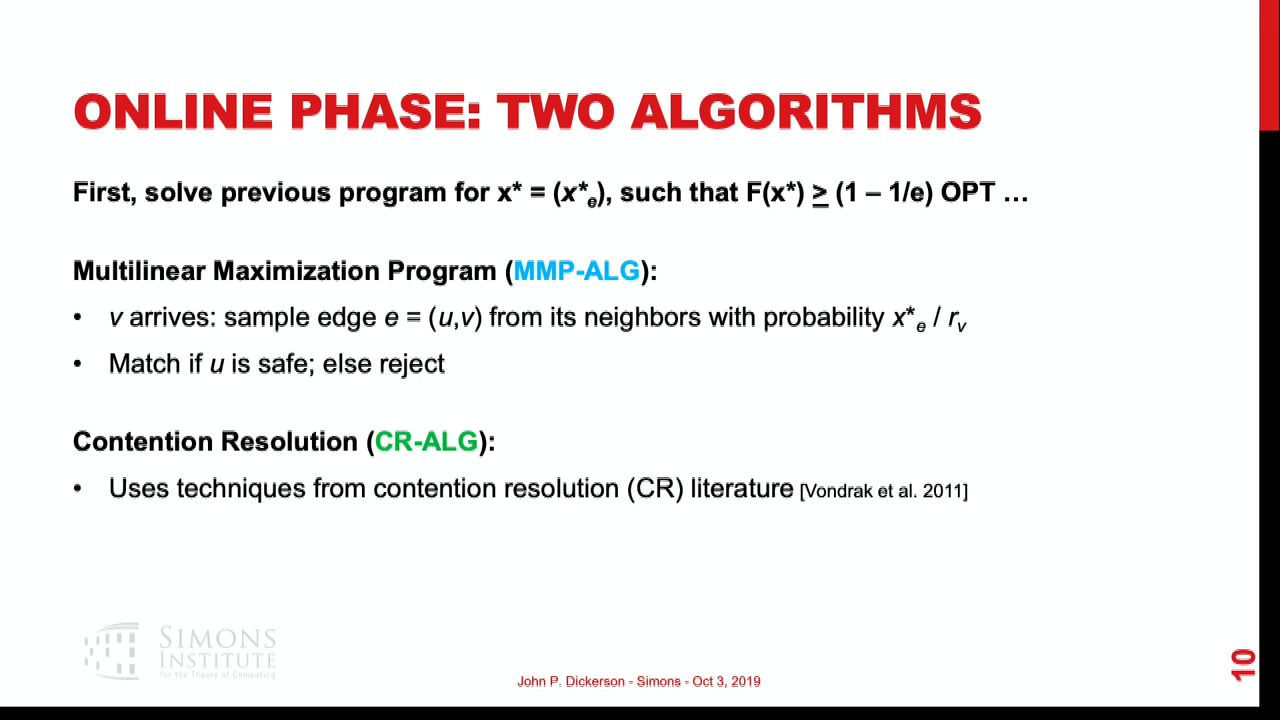 ONLINE PHASE: TWO ALGORITHMS
First, solve previous program for x* = (x*e), such that F(x*) ≥ (1 – 1/e) OPT …
Multilinear Maximization Program (MMP-ALG):
• v arrives: sample edge e = (u,v) from its neighbors with probability x*e / rv
• Match if u is safe; else reject
Contention Resolution (CR-ALG):
• Uses techniques from contention resolution (CR) literature [Vondrak et al. 2011]
SIMONS
INSTITUTE
for the Theory of Computing
John P. Dickerson - Simons - Oct 3, 2019
10